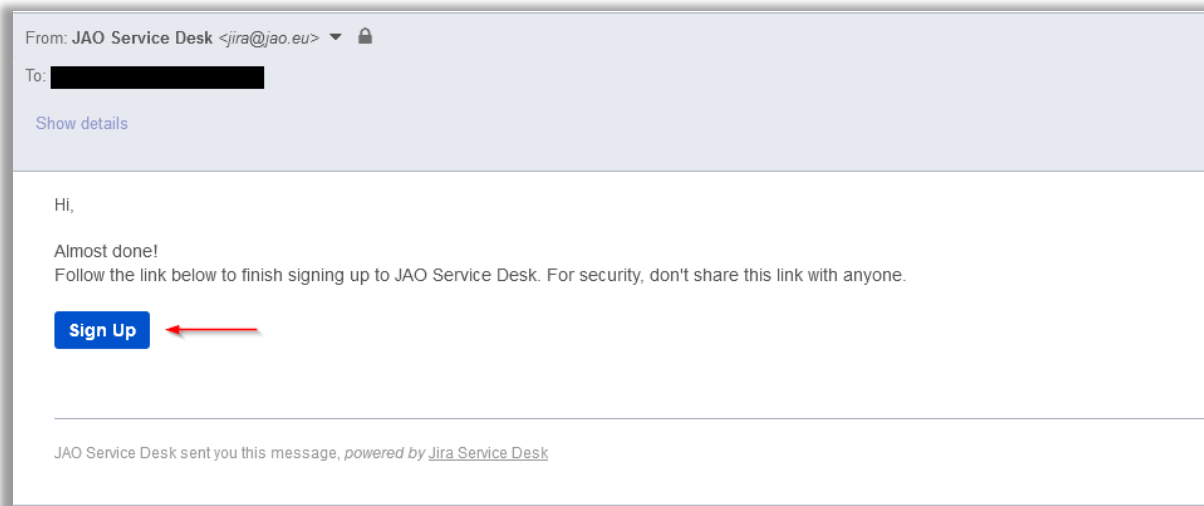 From: JAO Service Desk <jira@jao.eu>
To:
Show details
Hi,
Almost done!
Follow the link below to finish signing up to JAO Service Desk. For security, don't share this link with anyone.
Sign Up
JAO Service Desk sent you this message, powered by Jira Service Desk